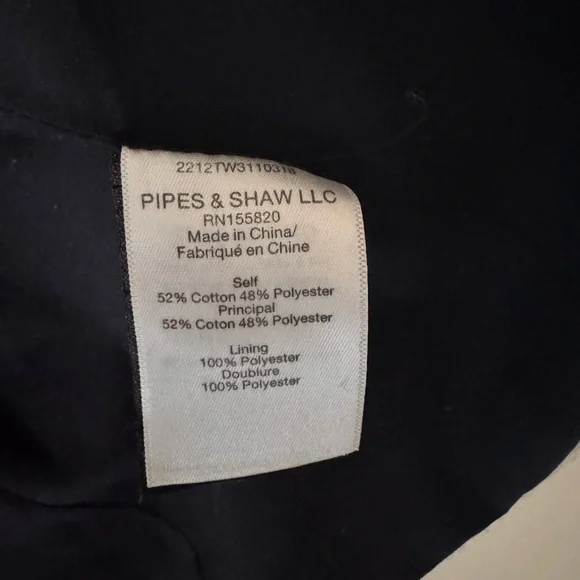 2212TW3110318
PIPES & SHAW LLC
RN155820
Made in China/
Fabriqué en Chine
Self
52% Cotton 48% Polyester
Principal
52% Coton 48% Polyester
Lining
100% Polyester
Doublure
100% Polyester